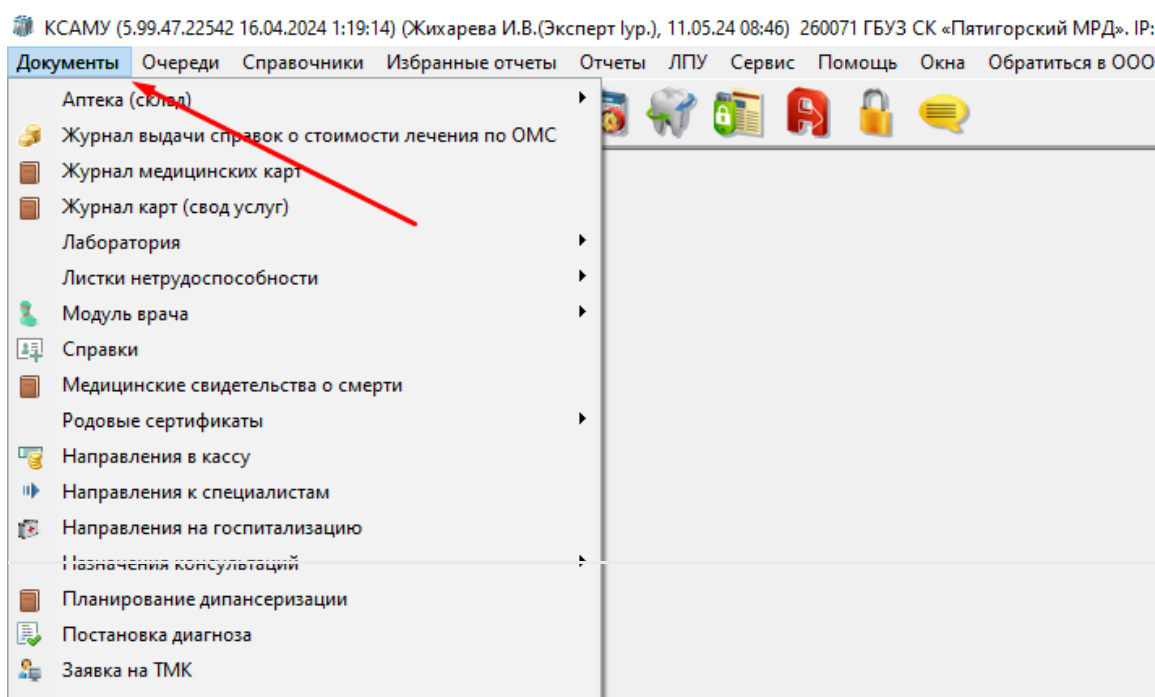 КСАМУ (5.99.47.22542 16.04.2024 1:19:14) (Жихарева И.В.(Эксперт Iур.), 11.05.24 08:46) 260071 ГБУЗ СК «Пятигорский МРД». IP:
Документы Очереди Справочники Избранные отчеты Отчеты ЛПУ Сервис Помощь Окна Обратиться в ООО
Аптека (склад)
Журнал выдачи справок о стоимости лечения по ОМС
Журнал медицинских карт
Журнал карт (свод услуг)
Лаборатория
Листки нетрудоспособности
Модуль врача
Справки
Медицинские свидетельства о смерти
Родовые сертификаты
Направления в кассу
Направления к специалистам
Направления на госпитализацию
Назначения консультаций
Планирование дипансеризации
Постановка диагноза
Заявка на ТМК